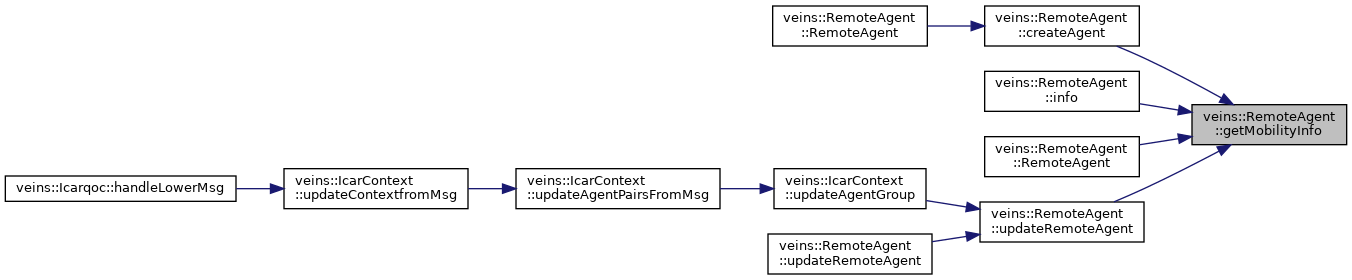 veins::RemoteAgent
::RemoteAgent
veins::RemoteAgent
::createAgent
veins::RemoteAgent
::info
veins::RemoteAgent
::getMobilityInfo
veins::RemoteAgent
::RemoteAgent
veins::Icarqoc::handleLowerMsg
veins::IcarContext
::updateContextfromMsg
veins::IcarContext
::updateAgentPairsFromMsg
veins::IcarContext
::updateAgentGroup
veins::RemoteAgent
::updateRemoteAgent
veins::RemoteAgent
::updateRemoteAgent